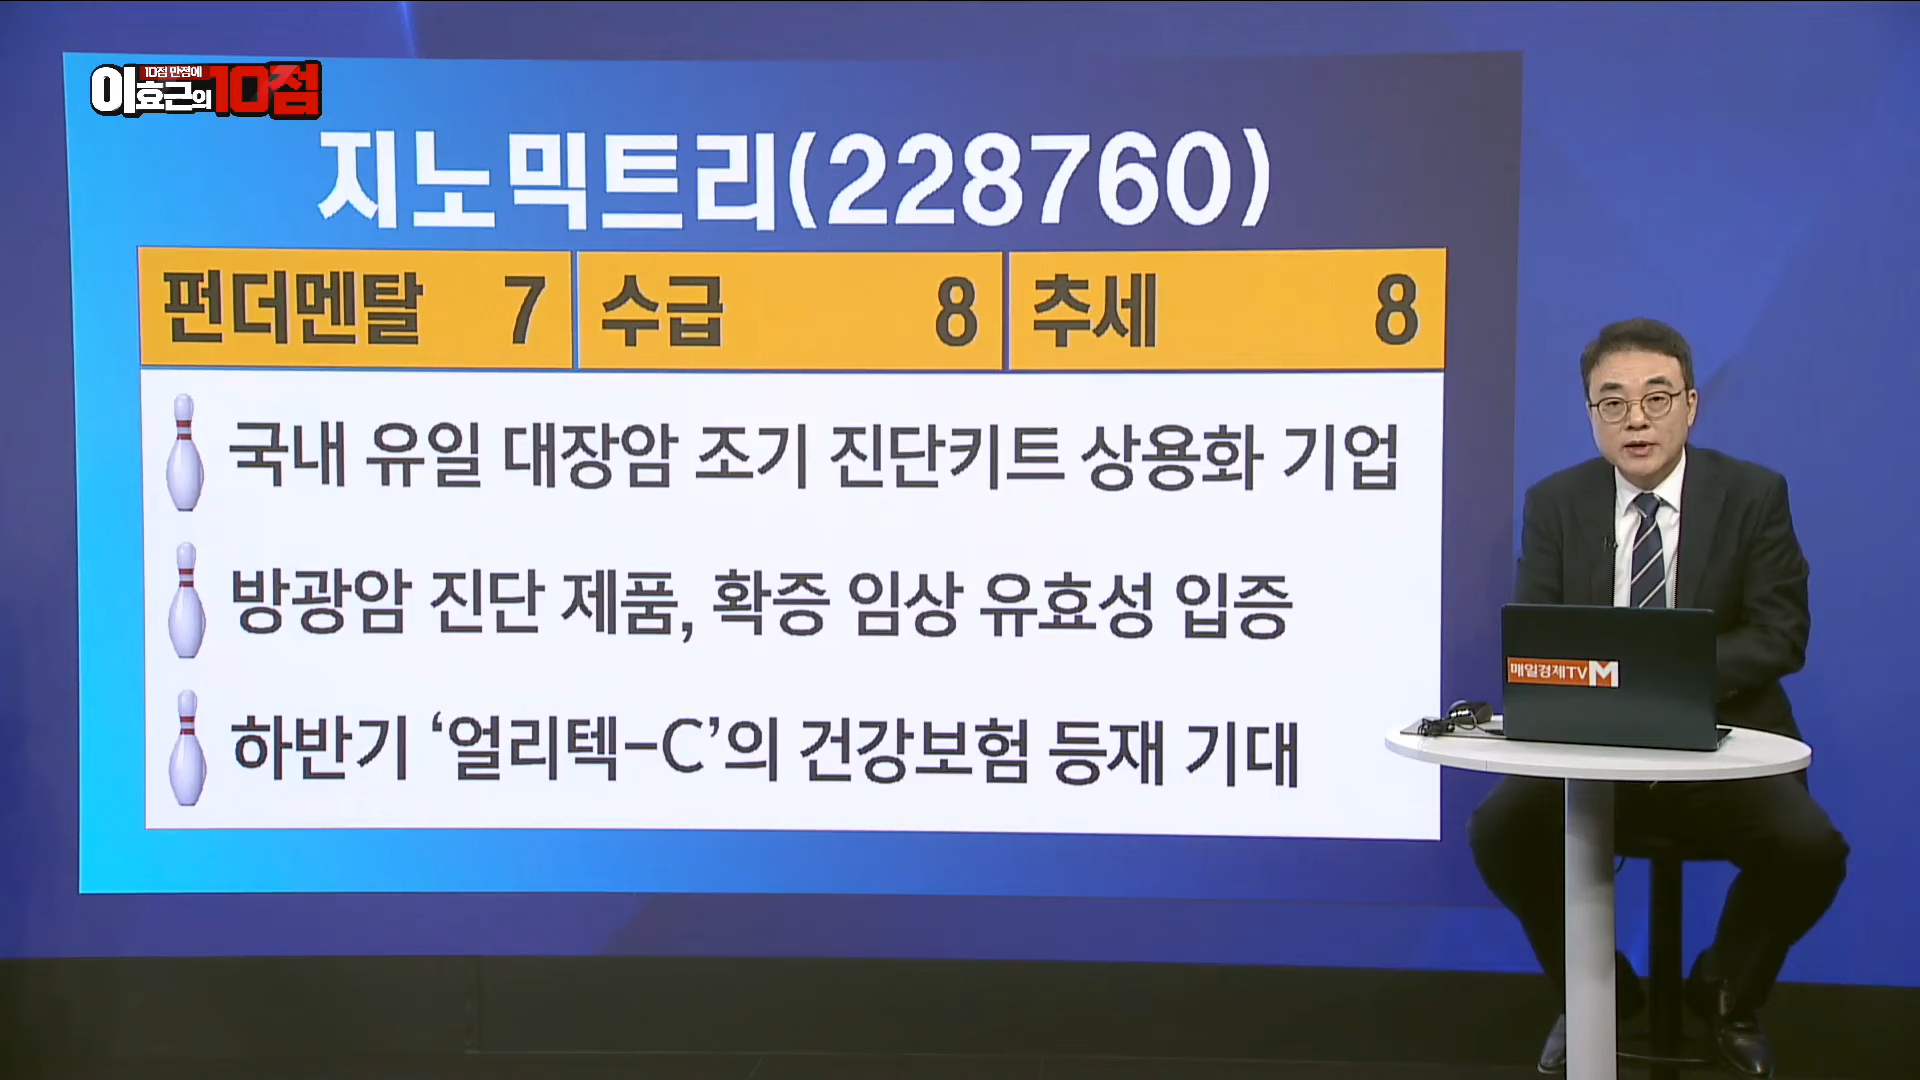 10점 만점에
이효근의 10점
지노믹트리(228760)
펀더멘탈 7 수급 8 추세 8
국내 유일 대장암 조기 진단키트 상용화 기업
방광암 진단 제품, 확증 임상 유효성 입증
하반기 ‘얼리텍-C’의 건강보험 등재 기대
매일경제TV M